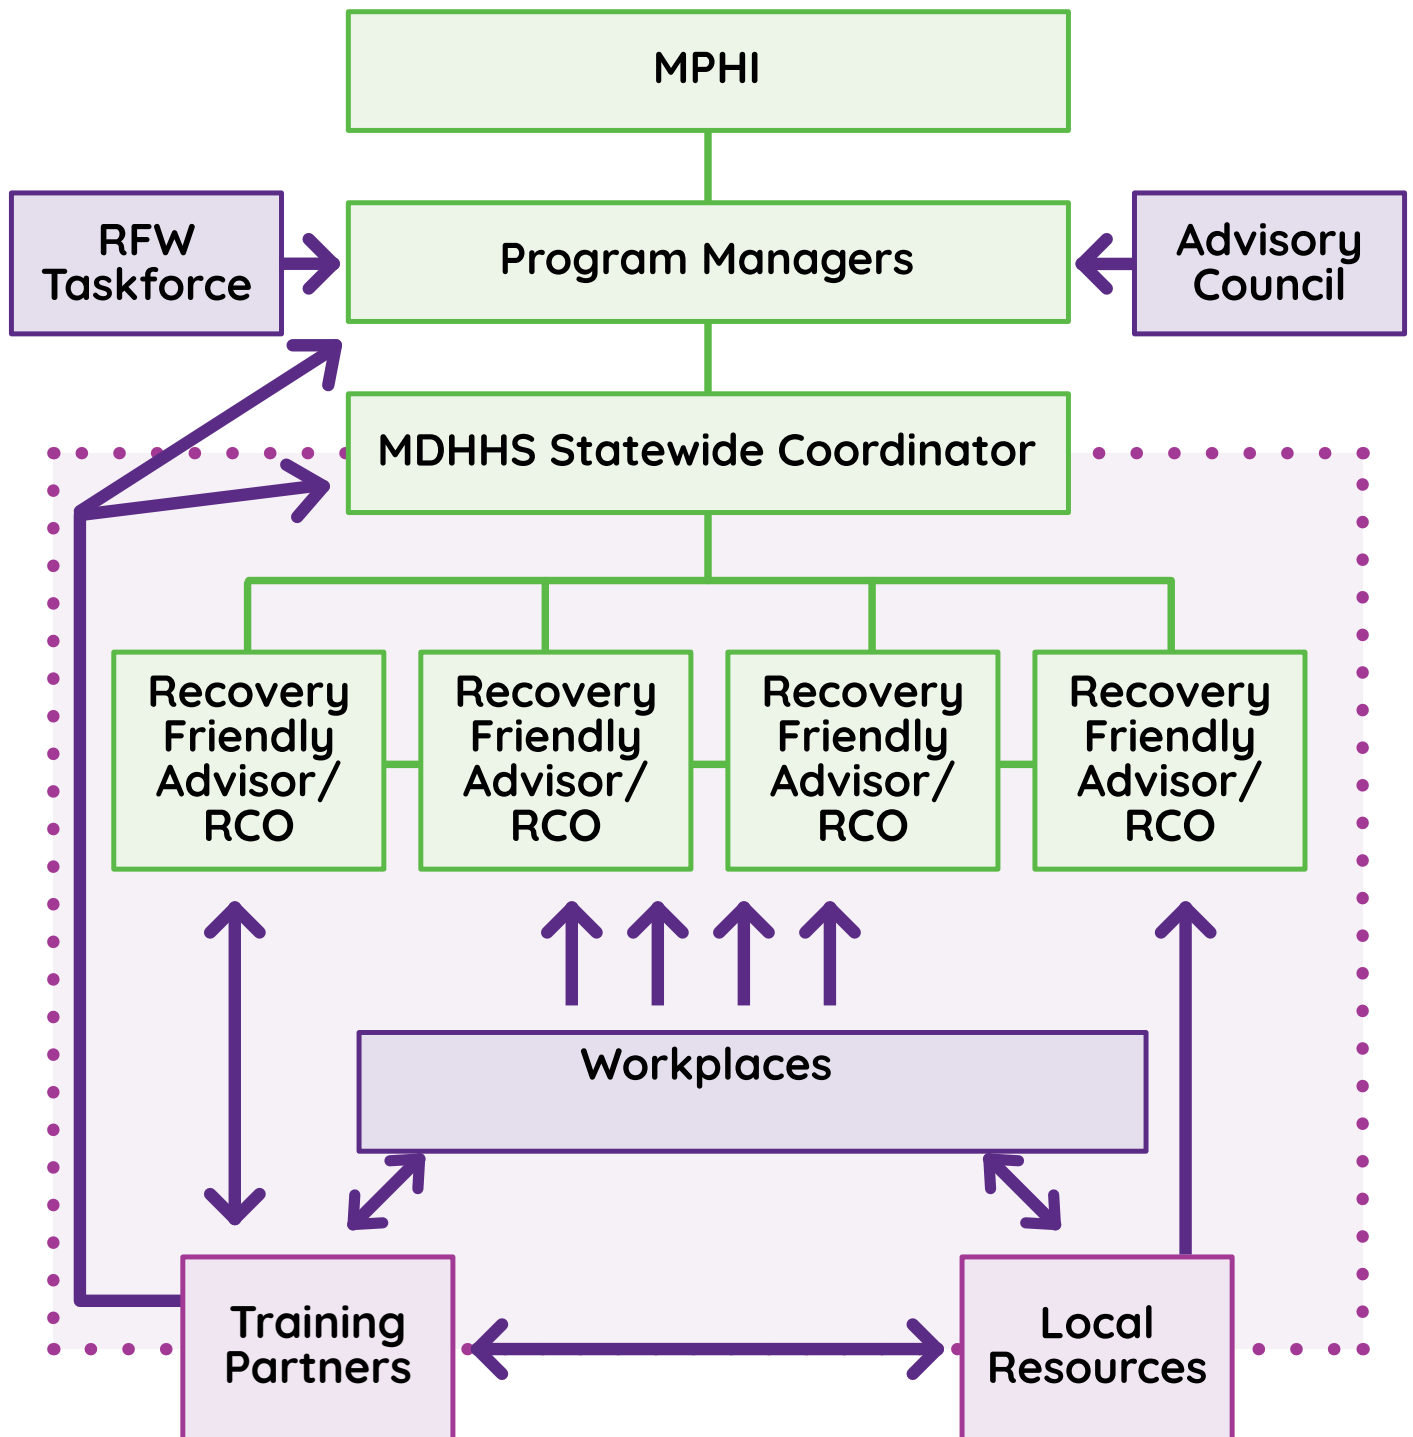 MPHI
RFW
Taskforce
Program Managers
Advisory
Council
MDHHS Statewide Coordinator
Recovery
Friendly
Advisor/
RCO
Recovery
Friendly
Advisor/
RCO
Recovery
Friendly
Advisor/
RCO
Recovery
Friendly
Advisor/
RCO
Workplaces
Training
Partners
Local
Resources